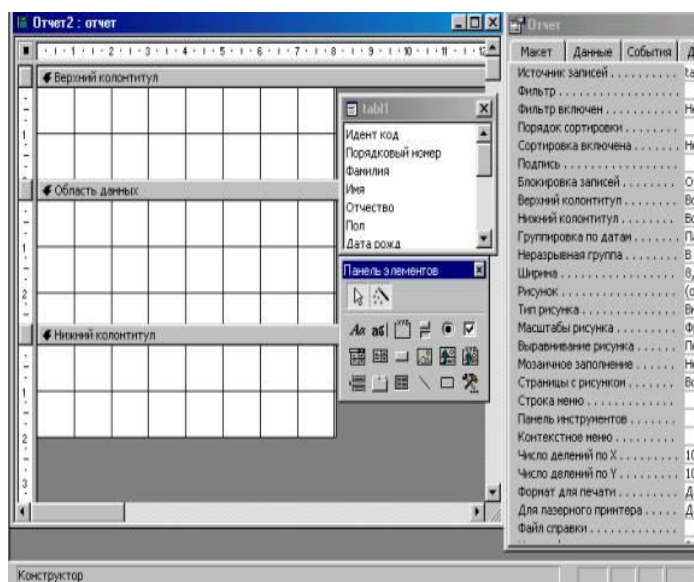 Отчет2 : отчет
Верхний колонтитул
Область данных
Нижний колонтитул
tabl1
Идент код
Порядковый номер
Фамилия
Имя
Отчество
Пол
Дата рожд
Панель элементов
Отчет
Макет Данные События
Источник записей
Фильтр
Фильтр включен
Порядок сортировки
Сортировка включена
Подпись
Блокировка записей
Верхний колонтитул
Нижний колонтитул
Группировка по датам
Неразрывная группа
Ширина
Рисунок
Тип рисунка
Масштабы рисунка
Выравнивание рисунка
Мозаичное заполнение
Страницы с рисунком
Строка меню
Панель инструментов
Контекстное меню
Число делений по X
Число делений по Y
Формат для печати
Для лазерного принтера
Файл справки
Конструктор